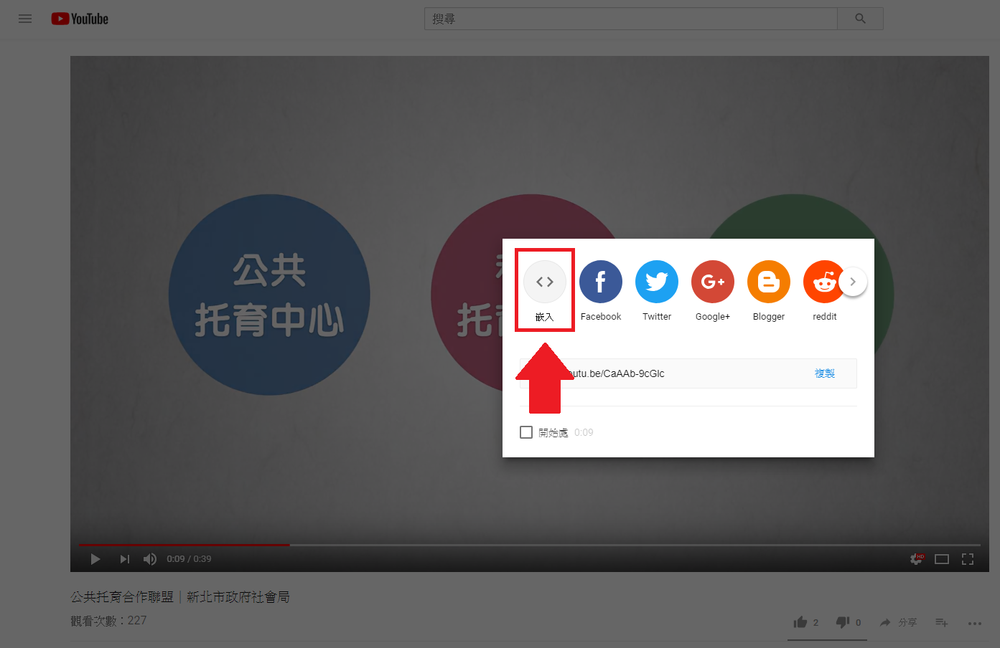 YouTube
搜尋
公共
托育中心
托
嵌入
Facebook
Twitter
Google+
Blogger
reddit
utu.be/CaAAb-9cGIc
複製
開始處 0:09
0:09 / 0:39
HD
公共托育合作聯盟｜新北市政府社會局
觀看次數：227
2
0
分享